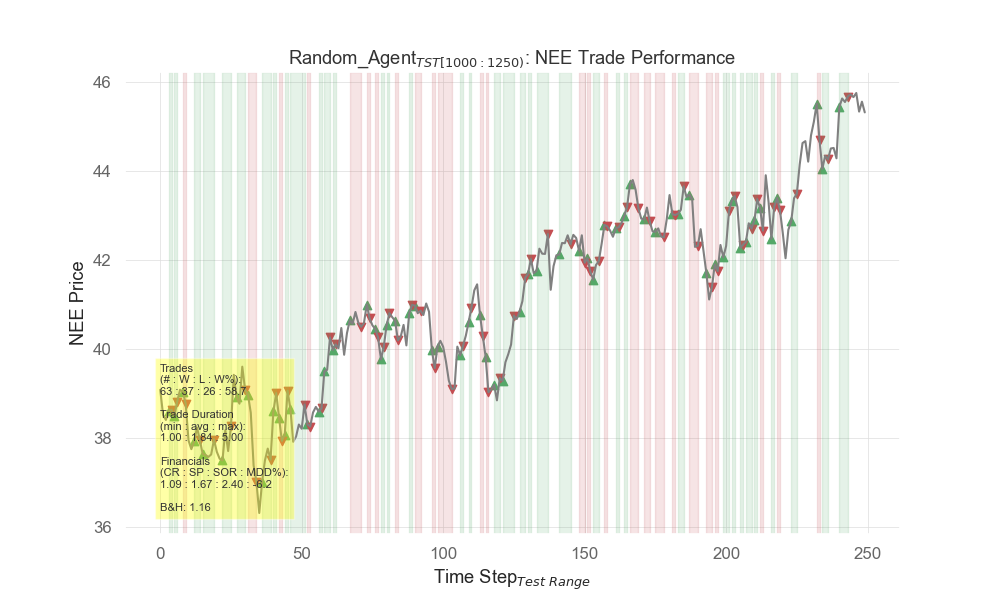 Random_Agent TST[1000 : 1250) : NEE Trade Performance
NEE Price
46
44
42
40
38
36
Trades
(# : W : L : W%):
63 : 37 : 26 : 58.7
Trade Duration
(min : avg : max):
1.00 : 1.84 : 5.00
Financials
(CR : SP : SOR : MDD%):
1.09 : 1.67 : 2.40 : -6.2
B&H: 1.16
0 50 100 150 200 250
Time Step Test Range